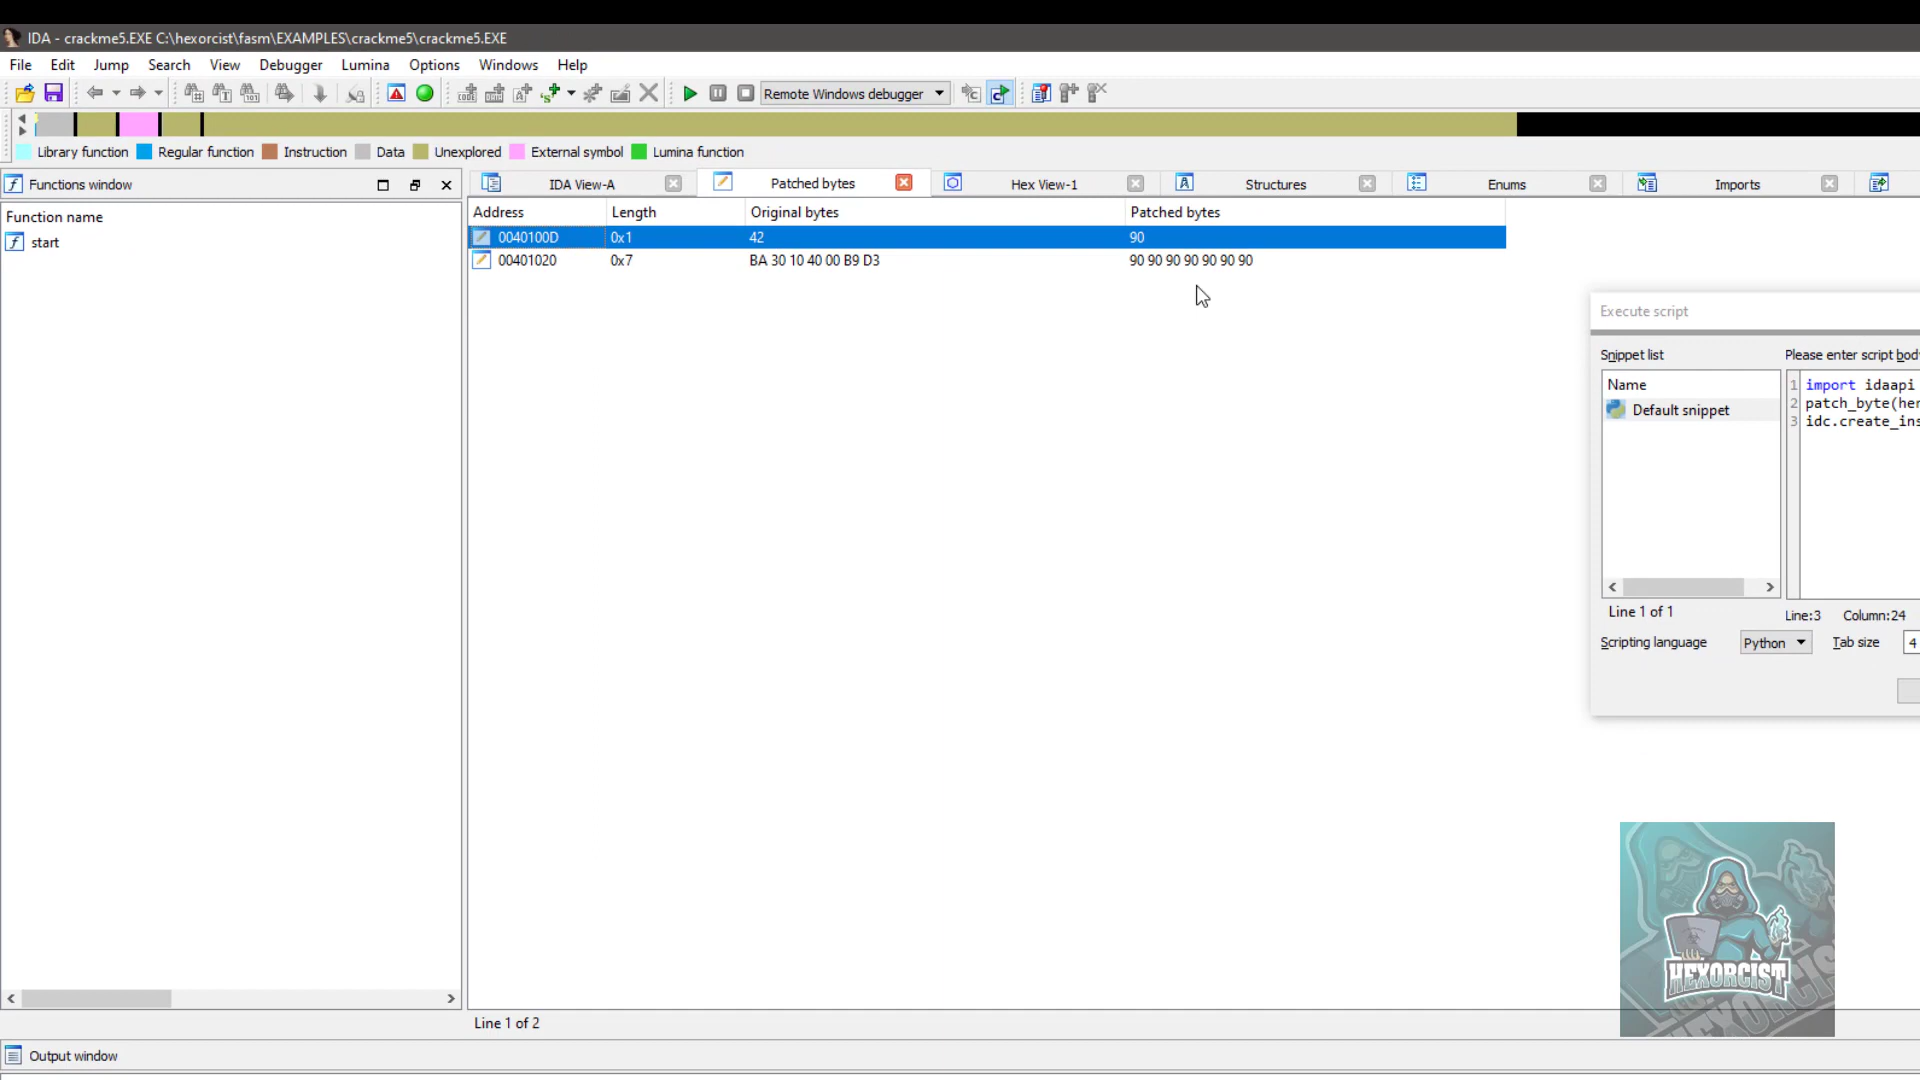 IDA - crackme5.EXE C:\hexorcist\fasm\EXAMPLES\crackme5\crackme5.EXE
File Edit Jump Search View Debugger Lumina Options Windows Help
Remote Windows debugger
Library function Regular function Instruction Data Unexplored External symbol Lumina function
Functions window
IDA View-A Patched bytes Hex View-1 Structures Enums Imports
Function name
start
Address Length Original bytes Patched bytes
0040100D 0x1 42 90
00401020 0x7 BA 30 10 40 00 B9 D3 90 90 90 90 90 90 90
Execute script
Snippet list Please enter script bod
Name
Default snippet
1 import idaapi
2 patch_byte(her
3 idc.create_ins
Line 1 of 1
Line:3 Column:24
Scripting language Python Tab size 4
HEXORCIST
Line 1 of 2
Output window